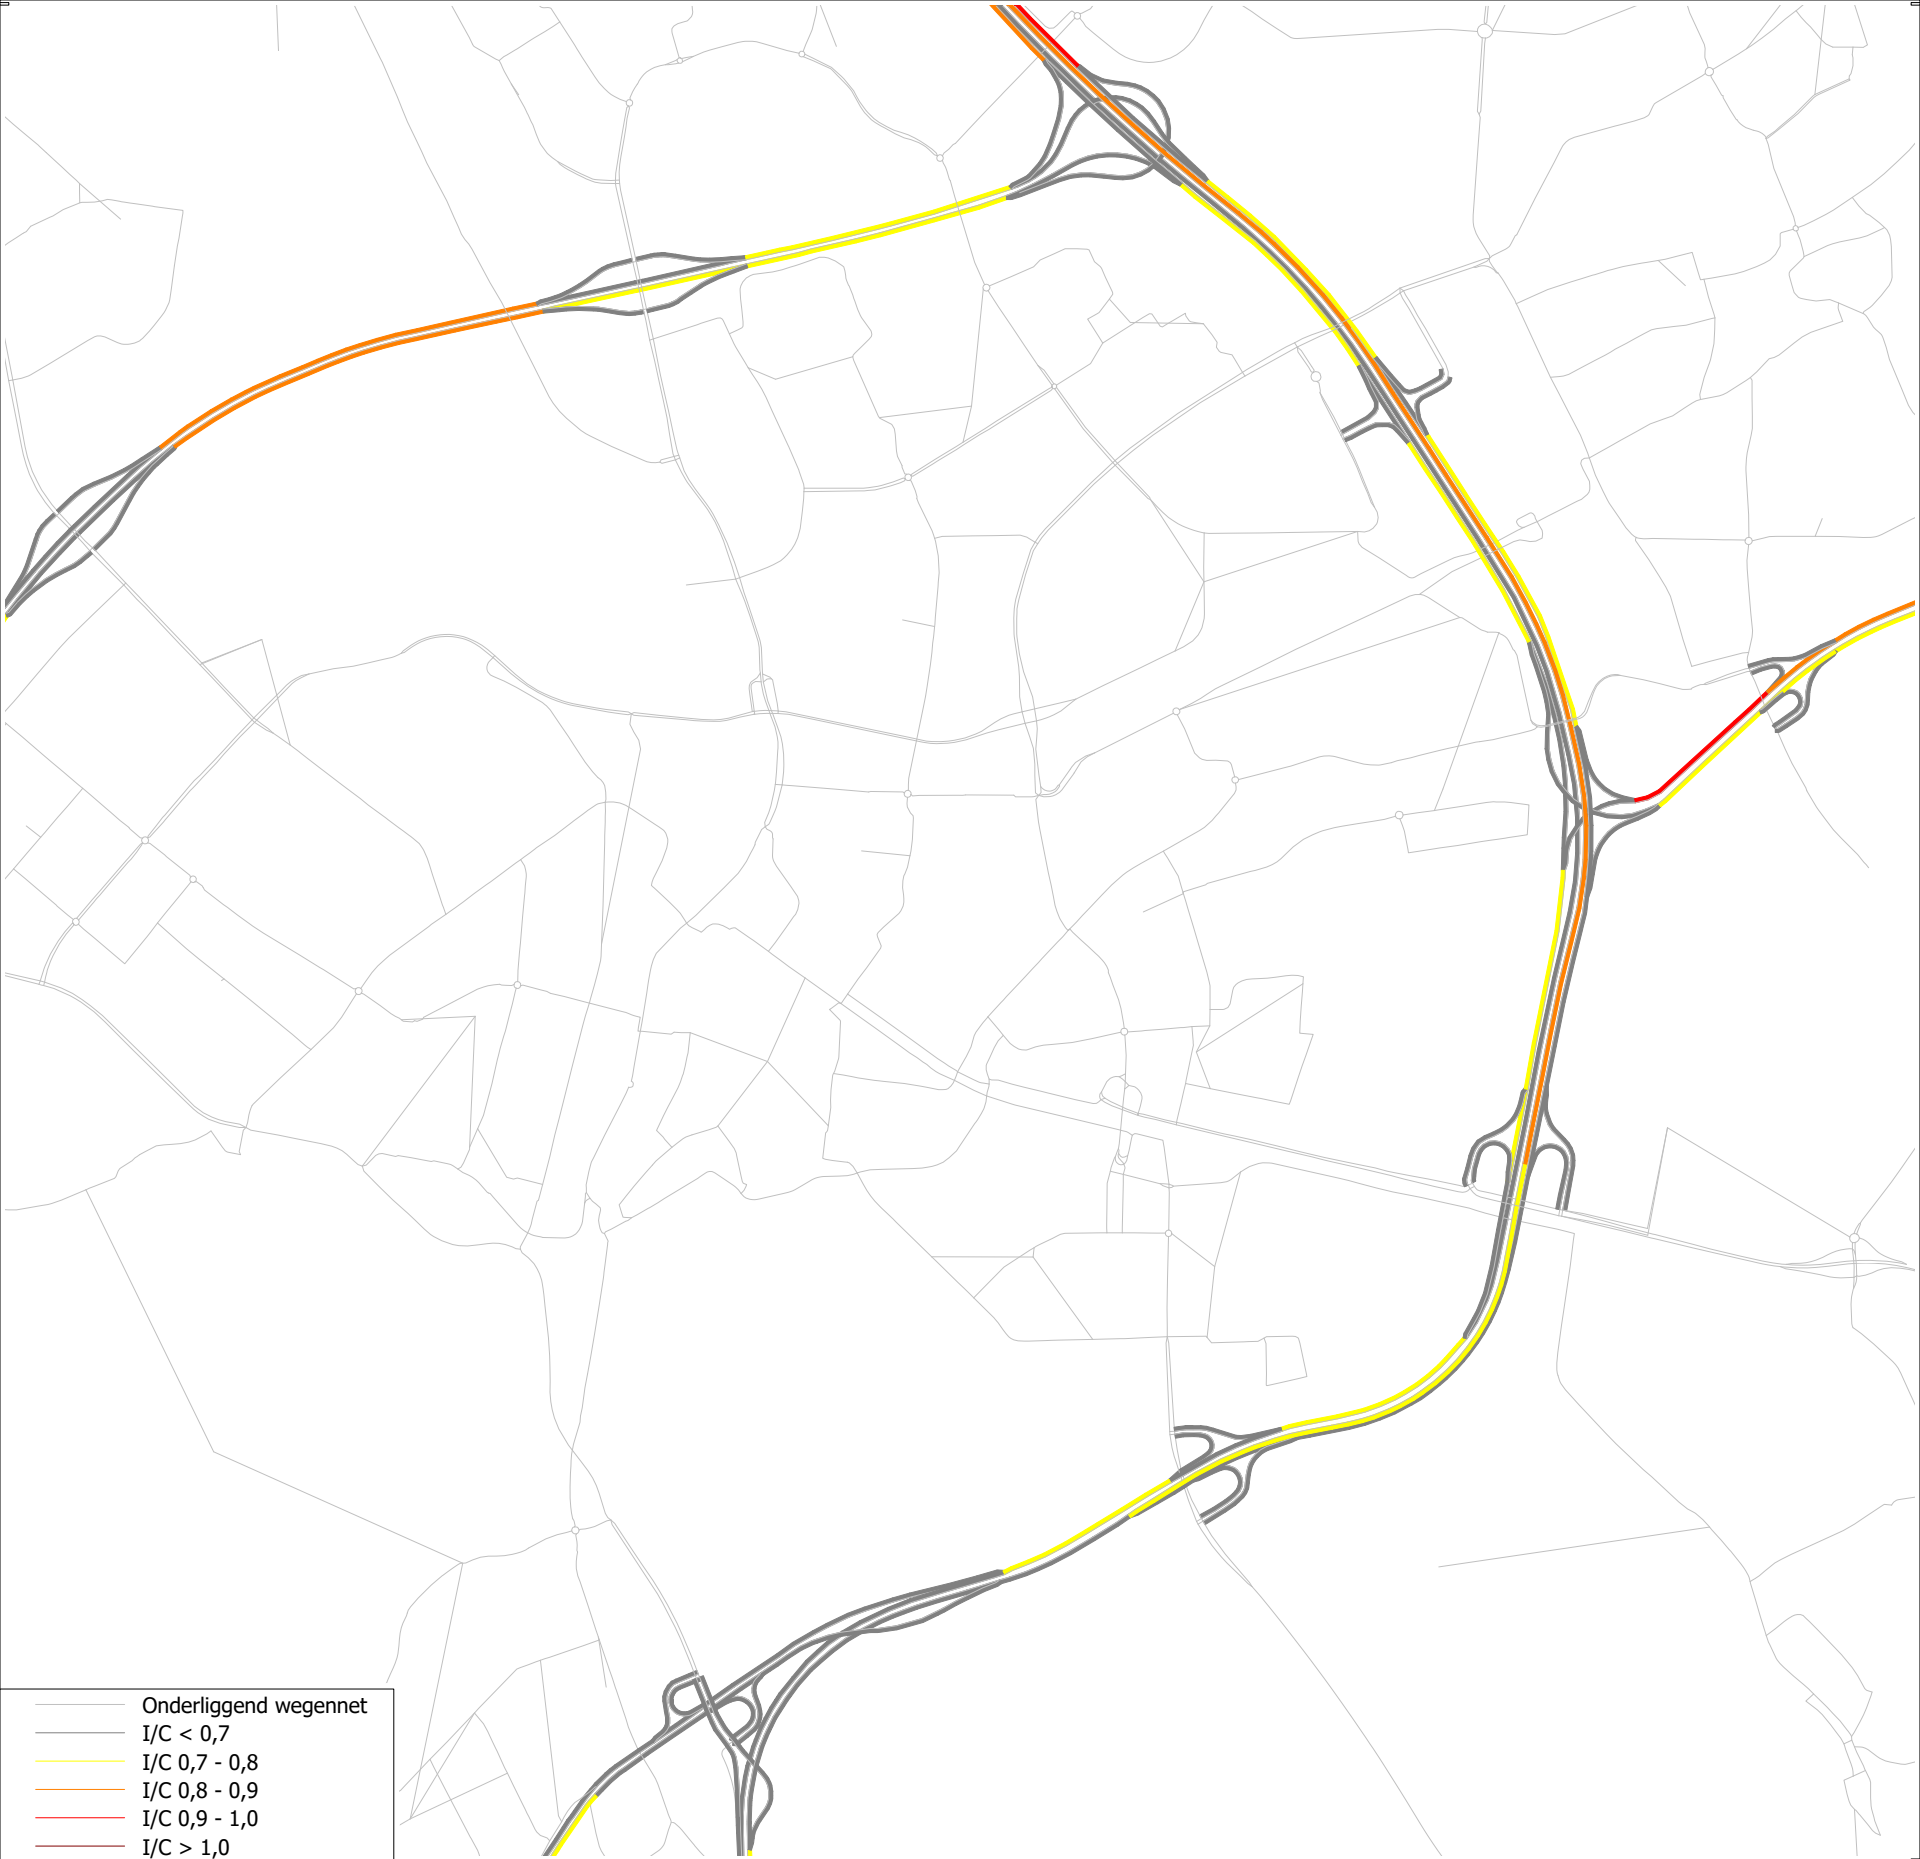 Onderliggend wegennet
I/C < 0,7
I/C 0,7 - 0,8
I/C 0,8 - 0,9
I/C 0,9 - 1,0
I/C > 1,0